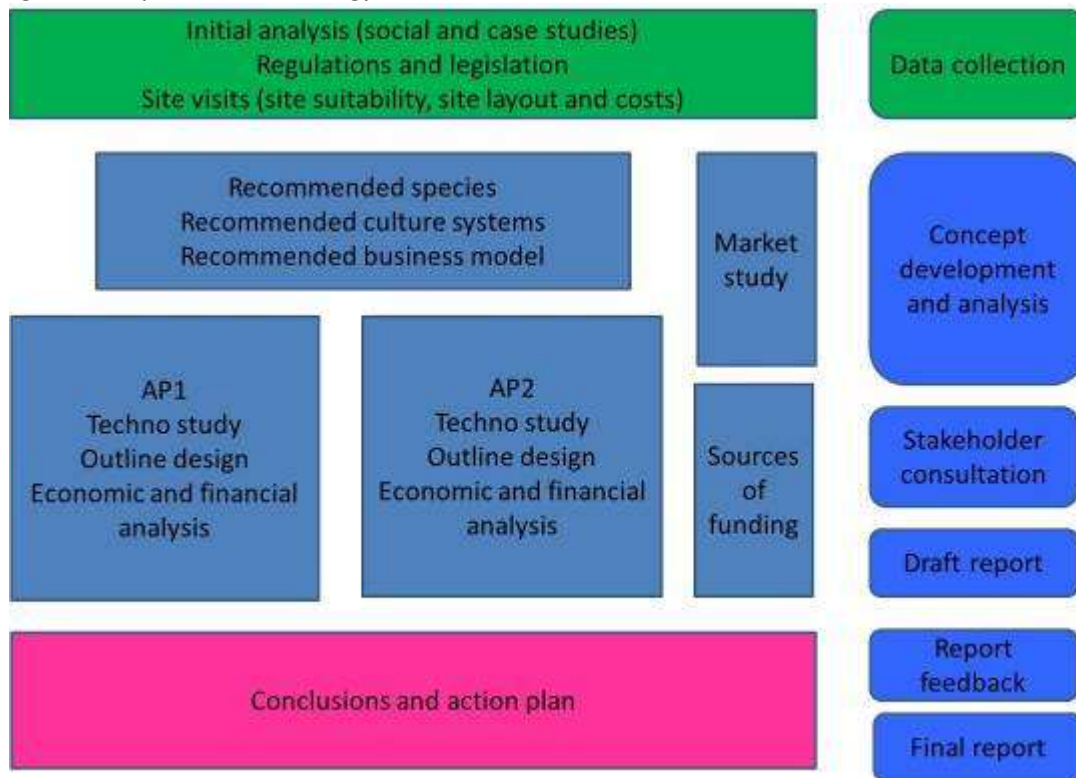 Initial analysis (social and case studies)
Regulations and legislation
Site visits (site suitability, site layout and costs)
Data collection
Recommended species
Recommended culture systems
Recommended business model
Market
study
Concept
development
and analysis
AP1
Techno study
Outline design
Economic and financial
analysis
AP2
Techno study
Outline design
Economic and financial
analysis
Sources
of
funding
Stakeholder
consultation
Draft report
Conclusions and action plan
Report
feedback
Final report